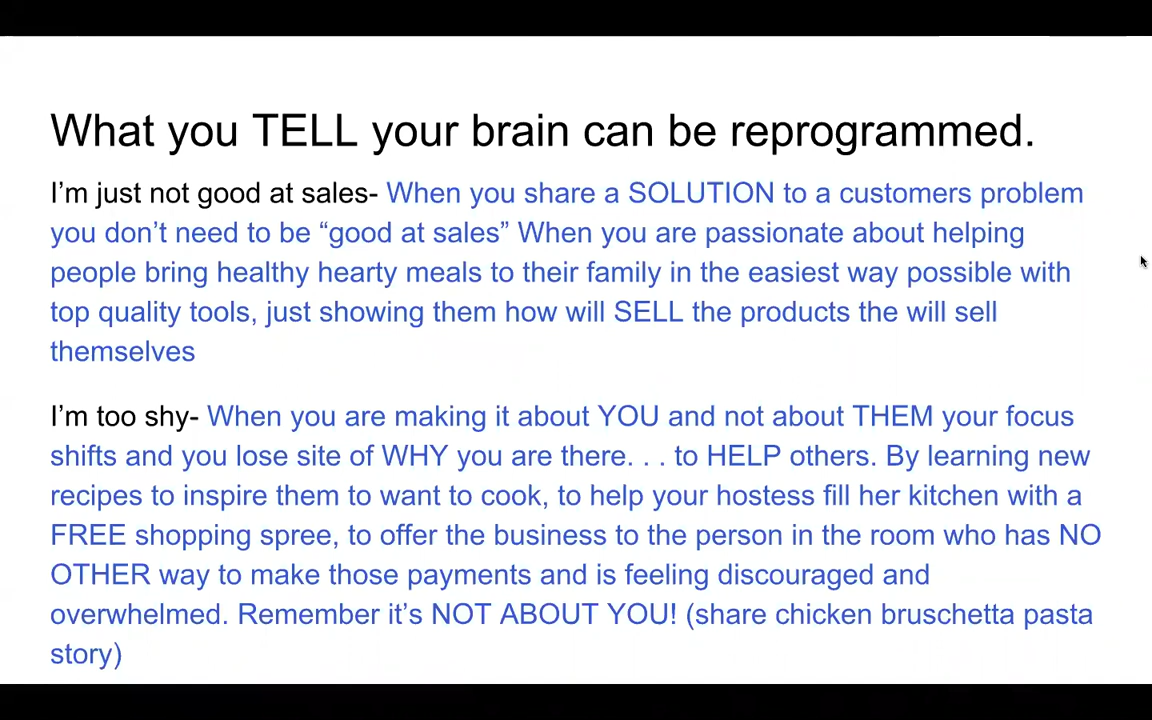 What you TELL your brain can be reprogrammed.
I’m just not good at sales- When you share a SOLUTION to a customers problem
you don’t need to be “good at sales” When you are passionate about helping
people bring healthy hearty meals to their family in the easiest way possible with
top quality tools, just showing them how will SELL the products the will sell
themselves
I’m too shy- When you are making it about YOU and not about THEM your focus
shifts and you lose site of WHY you are there. . . to HELP others. By learning new
recipes to inspire them to want to cook, to help your hostess fill her kitchen with a
FREE shopping spree, to offer the business to the person in the room who has NO
OTHER way to make those payments and is feeling discouraged and
overwhelmed. Remember it’s NOT ABOUT YOU! (share chicken bruschetta pasta
story)